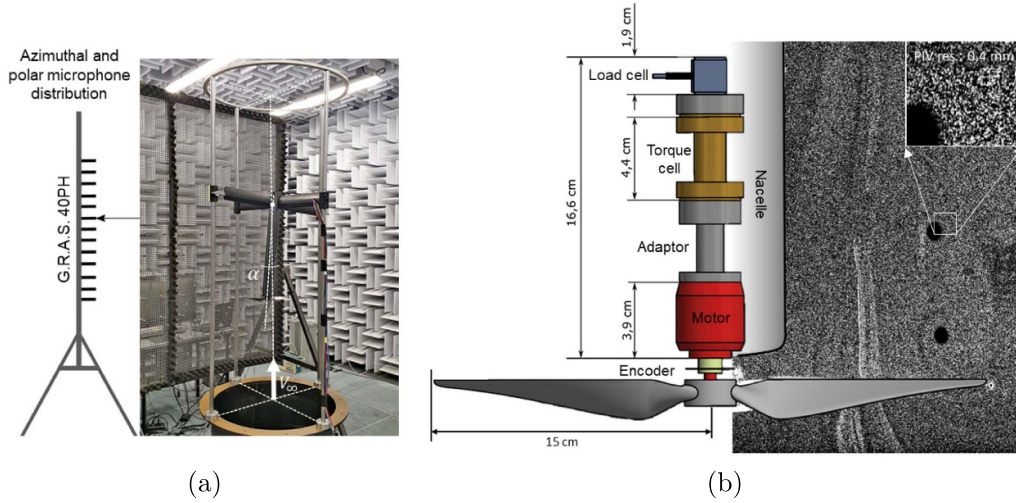 Azimuthal and
polar microphone
distribution
G.R.A.S. 40PH
α
V∞
(a)
1,9 cm
Load cell
PIV res.: 0,4 mm
4,4 cm
Torque
cell
16,6 cm
Nacelle
Adaptor
3,9 cm
Motor
Encoder
15 cm
(b)